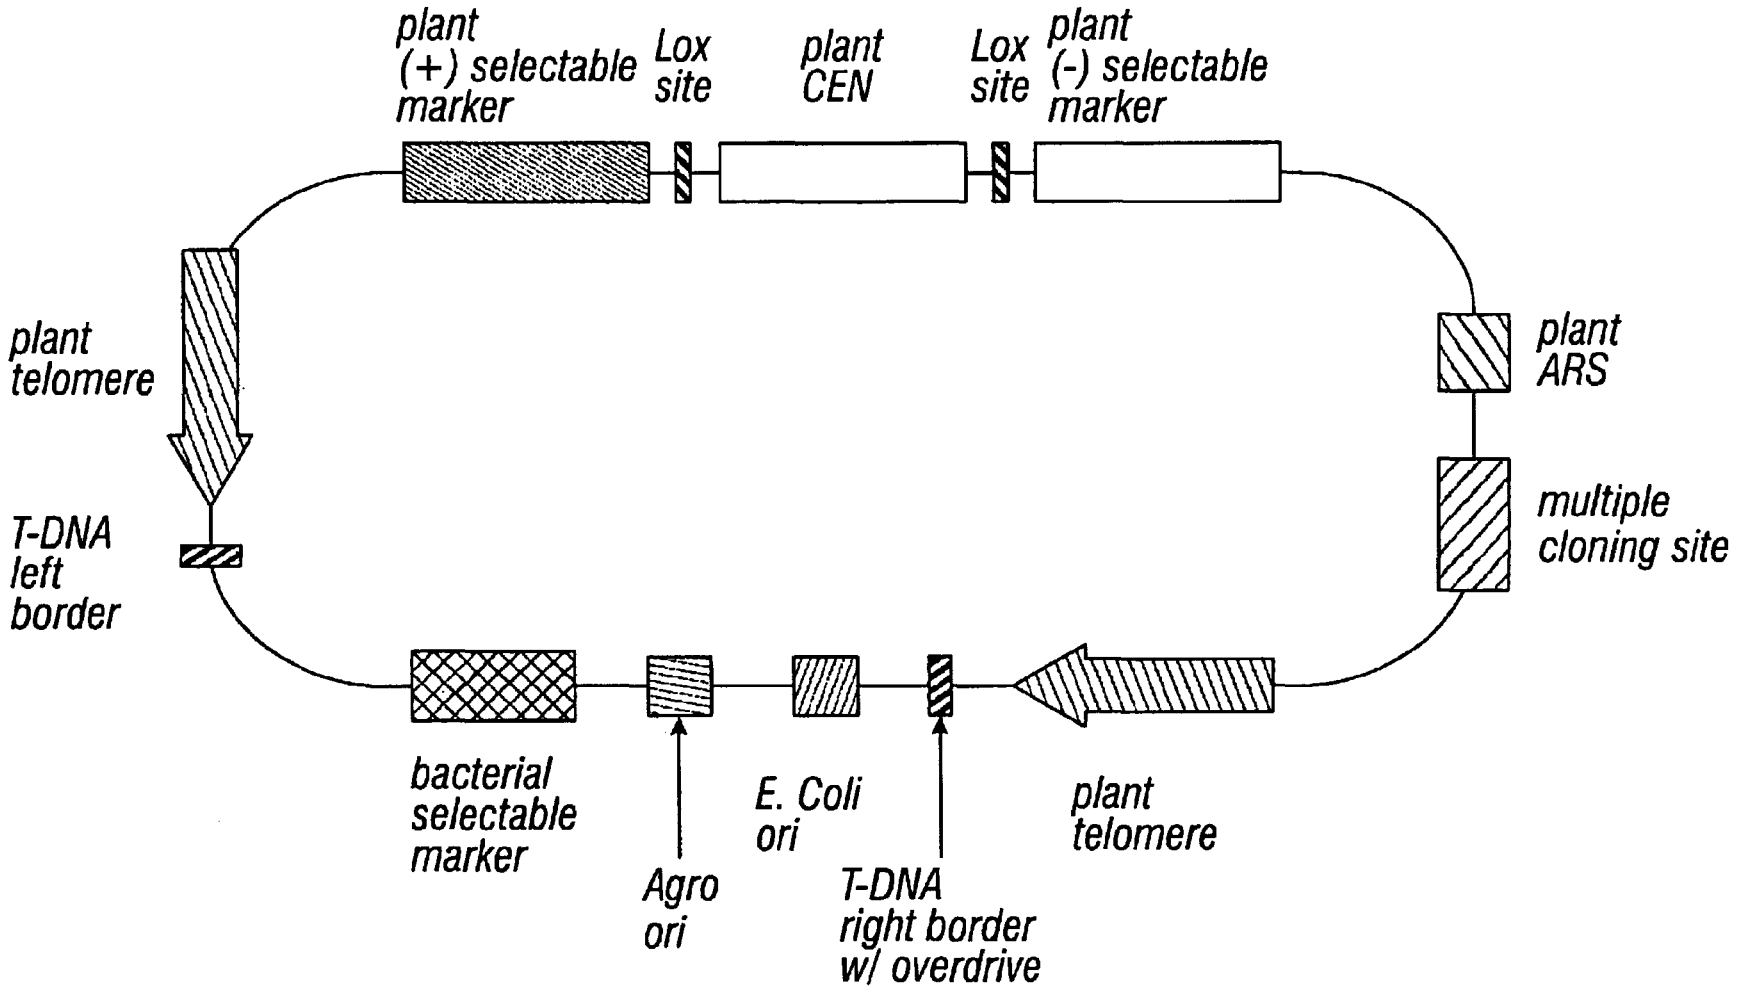 plant
(+) selectable
marker
Lox
site
plant
CEN
Lox
site
plant
(-) selectable
marker
plant
telomere
plant
ARS
multiple
cloning site
T-DNA
left
border
bacterial
selectable
marker
Agro
ori
E. Coli
ori
T-DNA
right border
w/ overdrive
plant
telomere